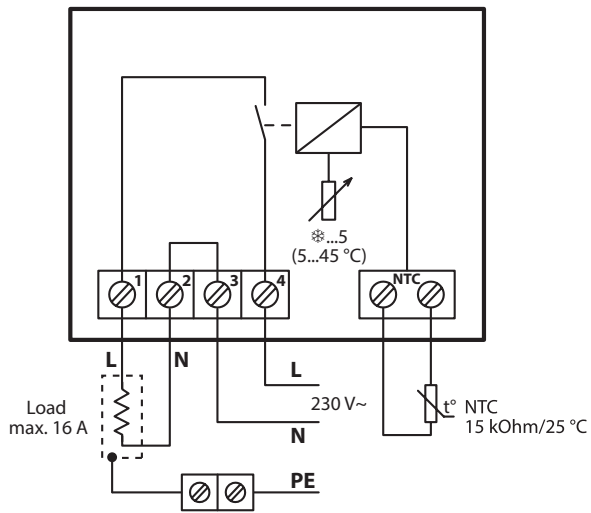 ❄...5
(5...45 °C)
1 2 3 4
NTC
L N
L
230 V~
N
Load
max. 16 A
t° NTC
15 kOhm/25 °C
PE